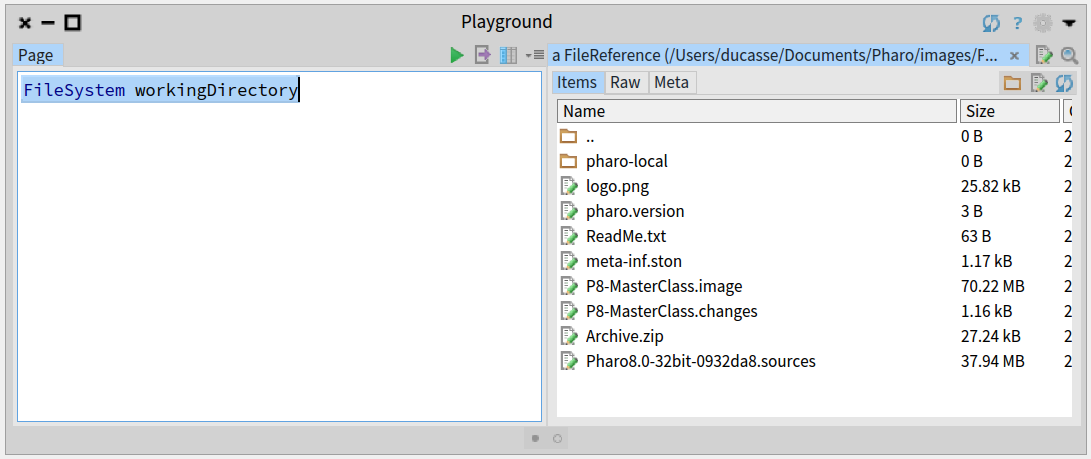 Playground
?
Page
a FileReference (/Users/ducasse/Documents/Pharo/images/F...
FileSystem workingDirectory
Items Raw Meta
Name Size
.. 0 B 2
pharo-local 0 B 2
logo.png 25.82 kB 2
pharo.version 3 B 2
ReadMe.txt 63 B 2
meta-inf.ston 1.17 kB 2
P8-MasterClass.image 70.22 MB 2
P8-MasterClass.changes 1.16 kB 2
Archive.zip 27.24 kB 2
Pharo8.0-32bit-0932da8.sources 37.94 MB 2